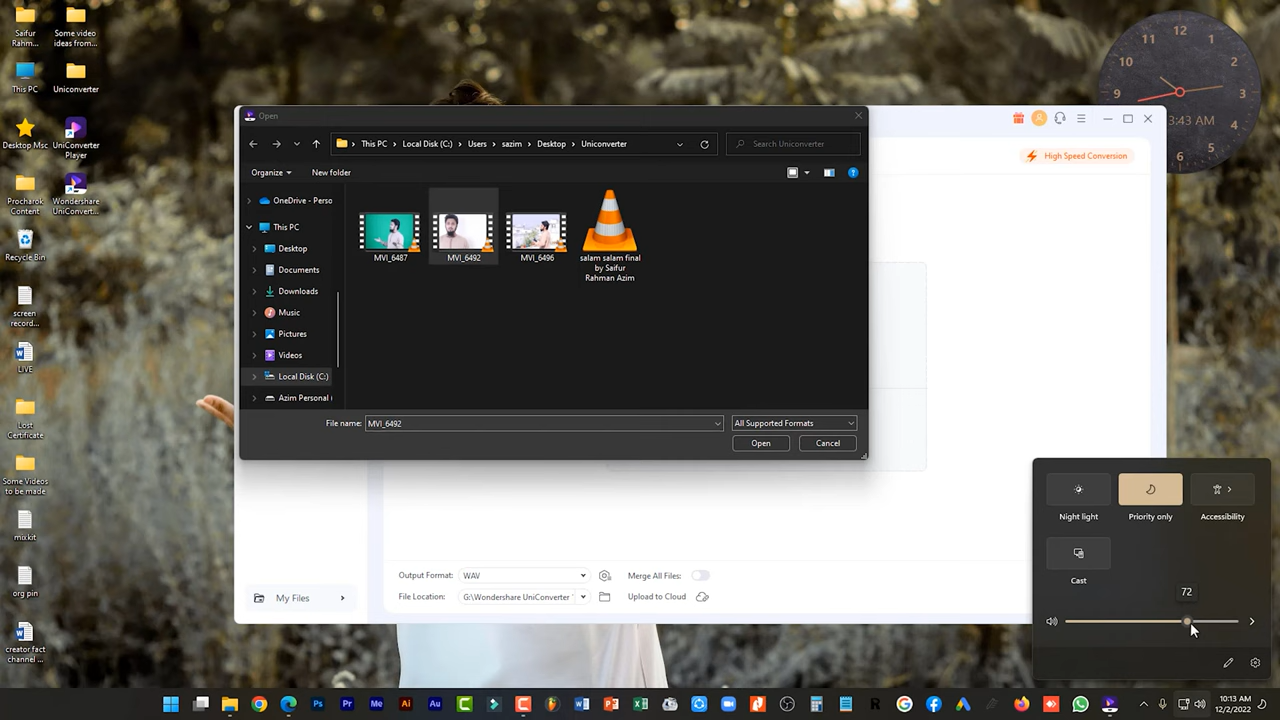 Saifur
Rahm...
Some video
ideas from...
This PC
Uniconverter
Desktop Msc
UniConverter
Player
Procharok
Content
Wondershare
UniConvert...
Recycle Bin
screen
record...
LIVE
Lost
Certificate
Some Videos
to be made
mixkit
org pin
creator fact
channel ...
12
11
1
10
2
9
3
4
6
5
3:43 AM
Open
This PC
Local Disk (C:)
Users
sazim
Desktop
Uniconverter
Search Uniconverter
Organize
New folder
OneDrive - Perso
This PC
Desktop
Documents
Downloads
Music
Pictures
Videos
Local Disk (C:)
Azim Personal (
MVI_6487
MVI_6492
MVI_6496
salam salam final
by Saifur
Rahman Azim
File name:
MVI_6492
All Supported Formats
Open
Cancel
High Speed Conversion
Output Format:
WAV
Merge All Files:
File Location:
G:\Wondershare UniConverter
Upload to Cloud
My Files
Night light
Priority only
Accessibility
Cast
72
10:13 AM
12/2/2022